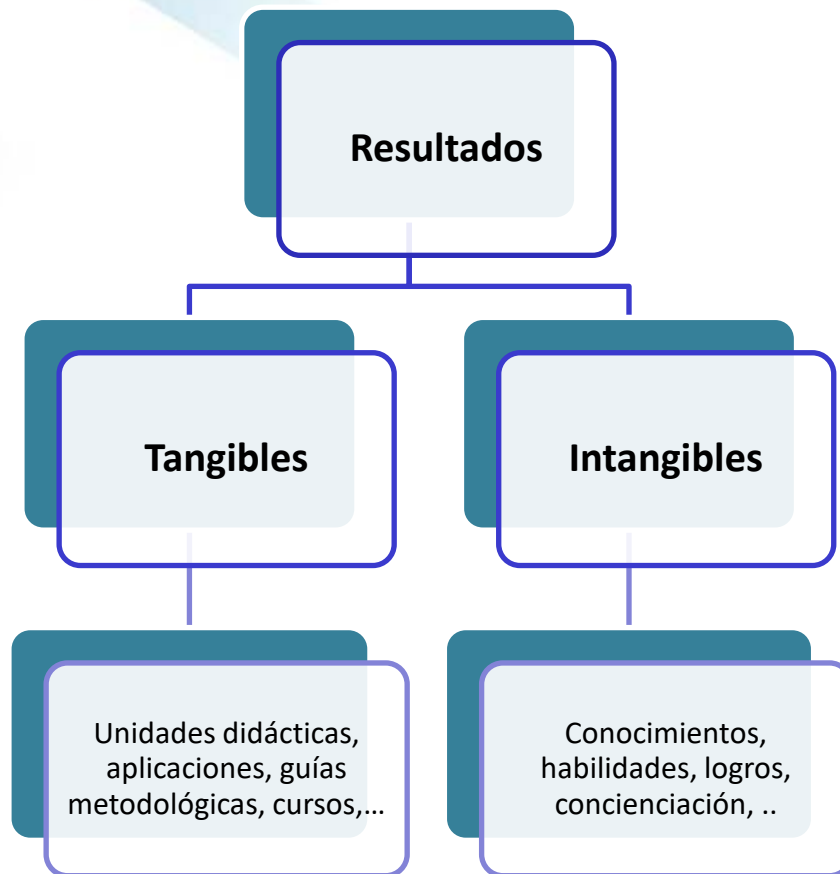 Resultados
Tangibles
Intangibles
Unidades didácticas,
aplicaciones, guías
metodológicas, cursos,...
Conocimientos,
habilidades, logros,
concienciación, ..